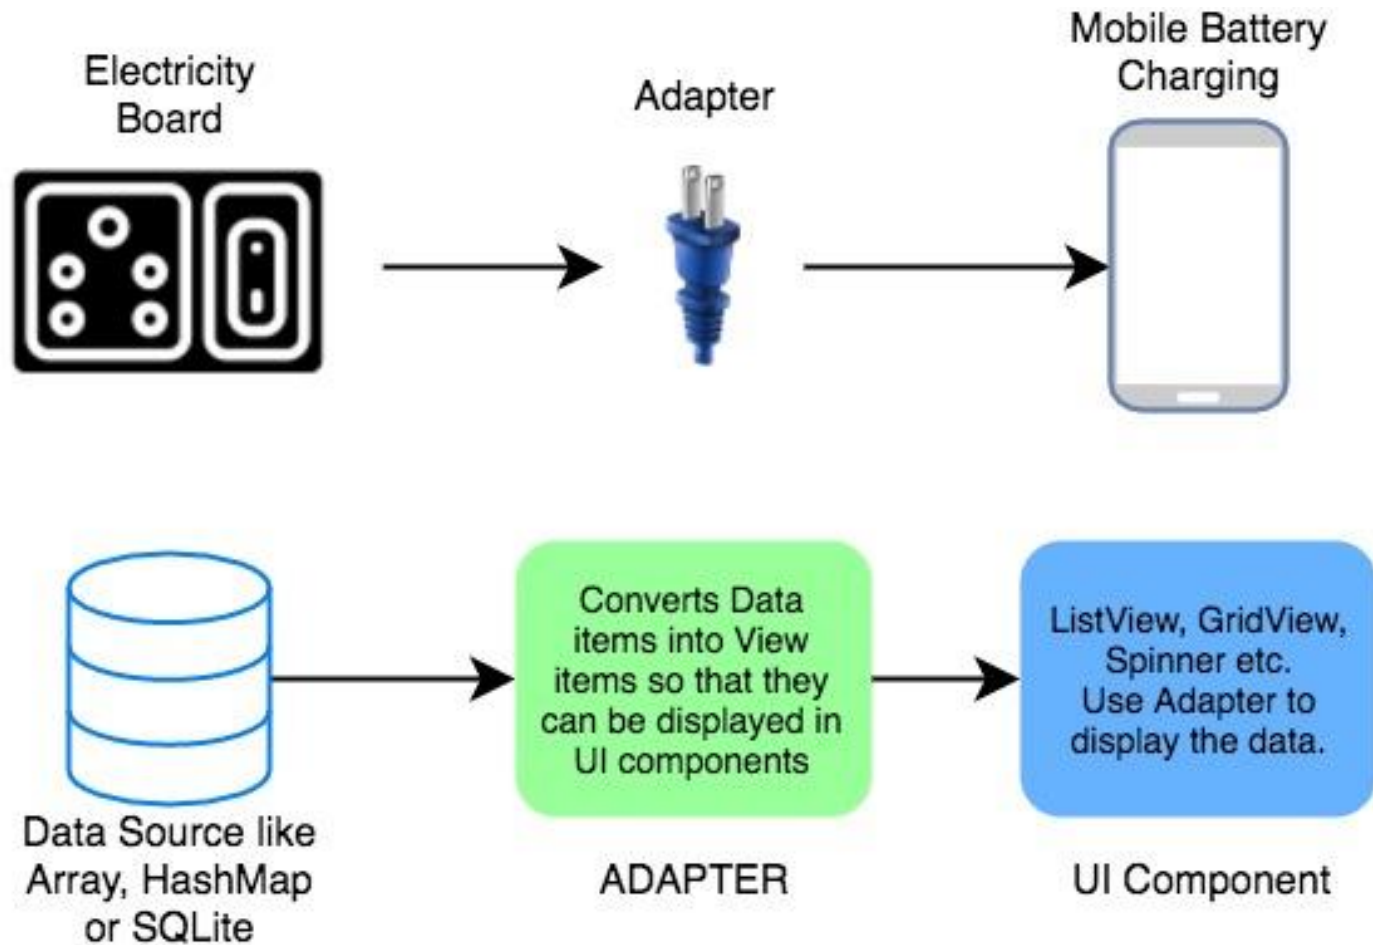 Electricity
Board
Adapter
Mobile Battery
Charging
Converts Data
items into View
items so that they
can be displayed in
UI components
ListView, GridView,
Spinner etc.
Use Adapter to
display the data.
Data Source like
Array, HashMap
or SQLite
ADAPTER
UI Component